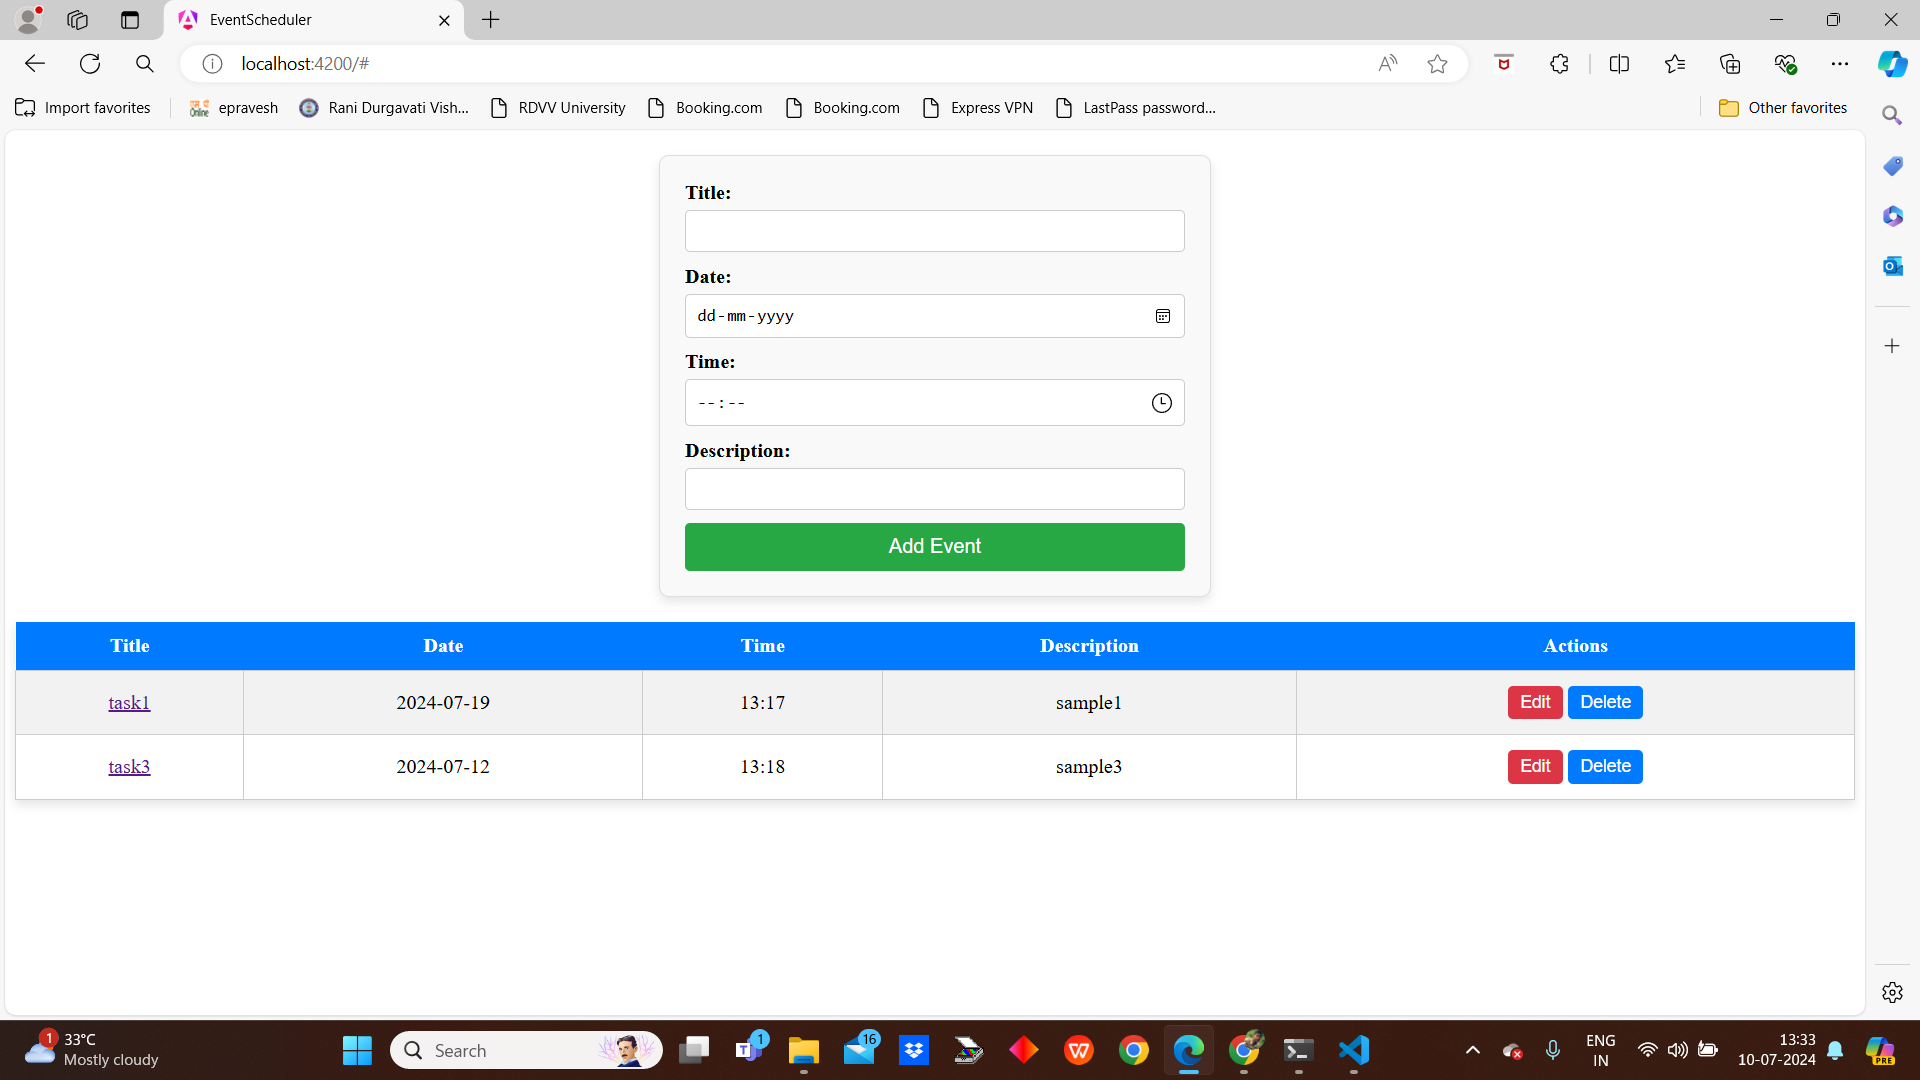 EventScheduler
localhost:4200/#
Import favorites
epravesh
Rani Durgavati Vish...
RDVV University
Booking.com
Booking.com
Express VPN
LastPass password...
Other favorites
Title:
Date:
dd-mm-yyyy
Time:
--:--
Description:
Add Event
Title Date Time Description Actions
task1 2024-07-19 13:17 sample1 Edit Delete
task3 2024-07-12 13:18 sample3 Edit Delete
1
33°C
Mostly cloudy
Search
1
16
ENG
IN
13:33
10-07-2024
PRE